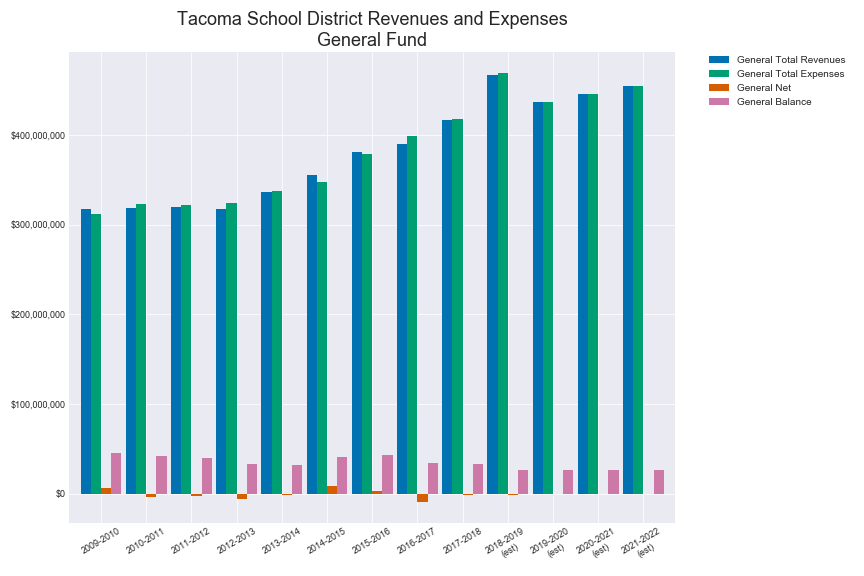 Tacoma School District Revenues and Expenses
General Fund
General Total Revenues
General Total Expenses
General Net
General Balance
$400,000,000
$300,000,000
$200,000,000
$100,000,000
$0
2009-2010
2010-2011
2011-2012
2012-2013
2013-2014
2014-2015
2015-2016
2016-2017
2017-2018
2018-2019
(est)
2019-2020
(est)
2020-2021
(est)
2021-2022
(est)